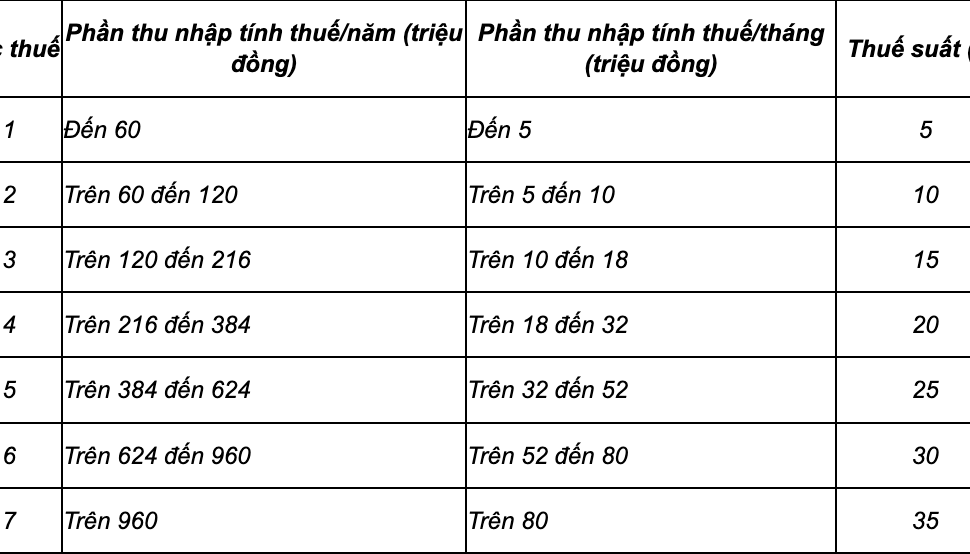 c thuế Phần thu nhập tính thuế/năm (triệu đồng) Phần thu nhập tính thuế/tháng (triệu đồng) Thuế suất (
1 Đến 60 Đến 5 5
2 Trên 60 đến 120 Trên 5 đến 10 10
3 Trên 120 đến 216 Trên 10 đến 18 15
4 Trên 216 đến 384 Trên 18 đến 32 20
5 Trên 384 đến 624 Trên 32 đến 52 25
6 Trên 624 đến 960 Trên 52 đến 80 30
7 Trên 960 Trên 80 35